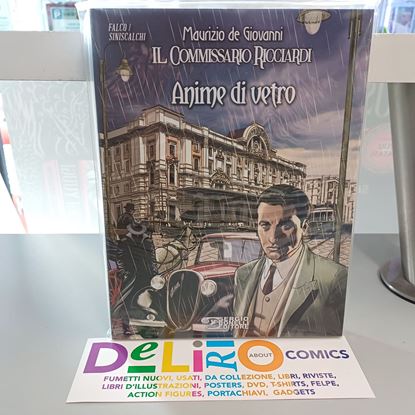 FALCO /
SINISCALCHI
Maurizio de Giovanni
IL COMMISSARIO RICCIARDI
Anime di vetro
SERGIO
BONELLI
EDITORE
DeLiRiO ABOUT COMICS
FUMETTI NUOVI, USATI, DA COLLEZIONE, LIBRI, RIVISTE,
LIBRI D'ILLUSTRAZIONI, POSTERS, DVD, T-SHIRTS, FELPE,
ACTION FIGURES, PORTACHIAVI, GADGETS